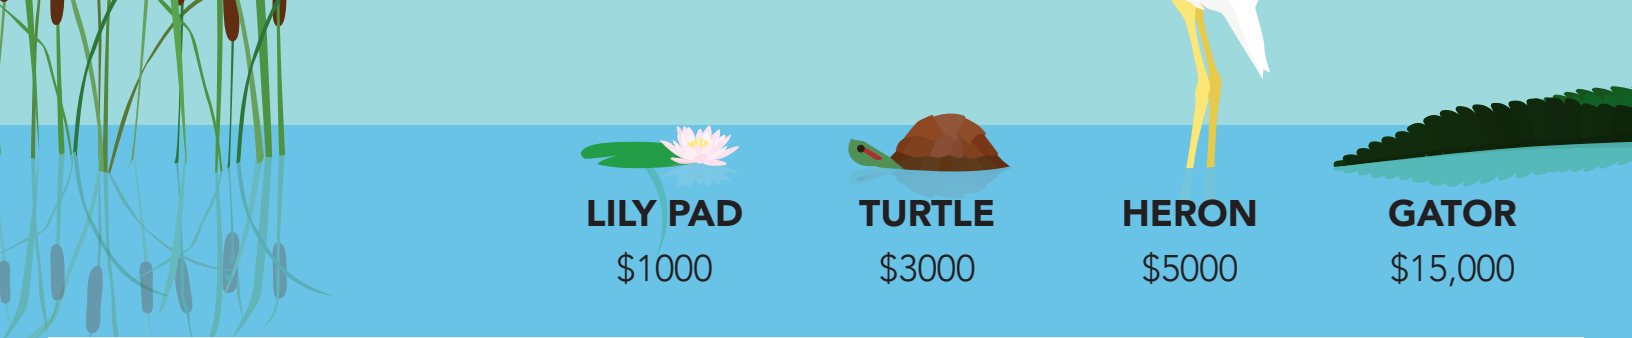 LILY PAD
$1000
TURTLE
$3000
HERON
$5000
GATOR
$15,000